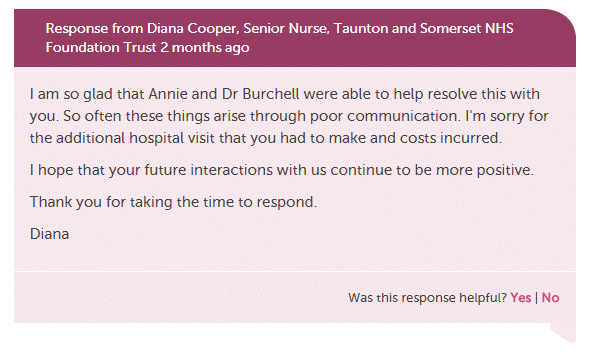 Response from Diana Cooper, Senior Nurse, Taunton and Somerset NHS
Foundation Trust 2 months ago
I am so glad that Annie and Dr Burchell were able to help resolve this with
you. So often these things arise through poor communication. I'm sorry for
the additional hospital visit that you had to make and costs incurred.
I hope that your future interactions with us continue to be more positive.
Thank you for taking the time to respond.
Diana
Was this response helpful? Yes | No